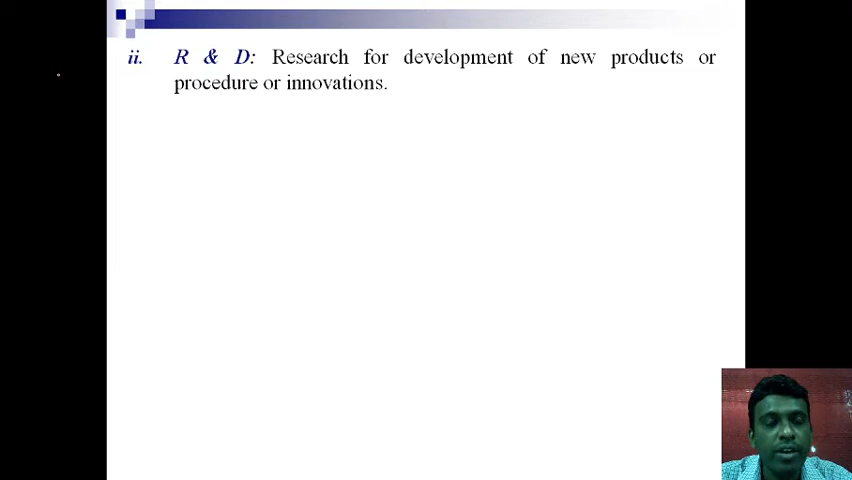 ii. R & D: Research for development of new products or
procedure or innovations.